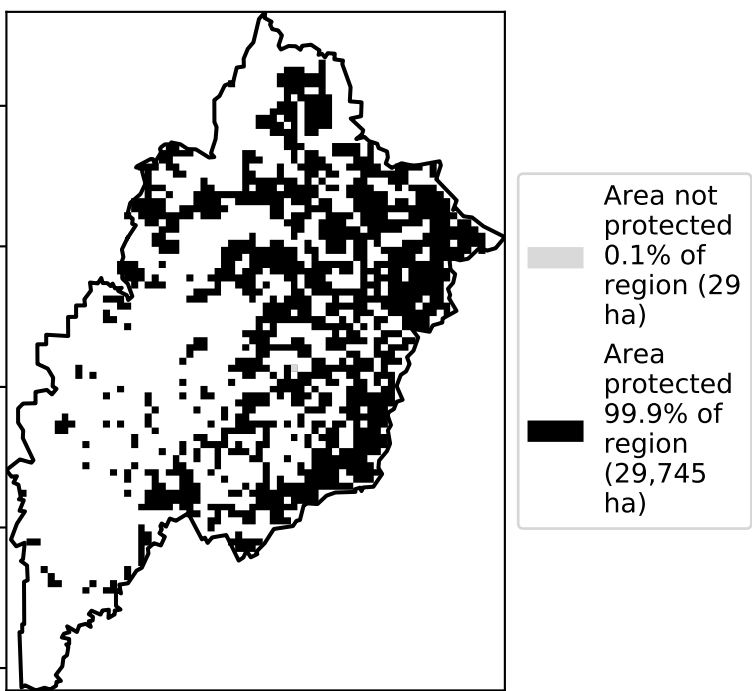 Area not
protected
0.1% of
region (29
ha)
Area
protected
99.9% of
region
(29,745
ha)